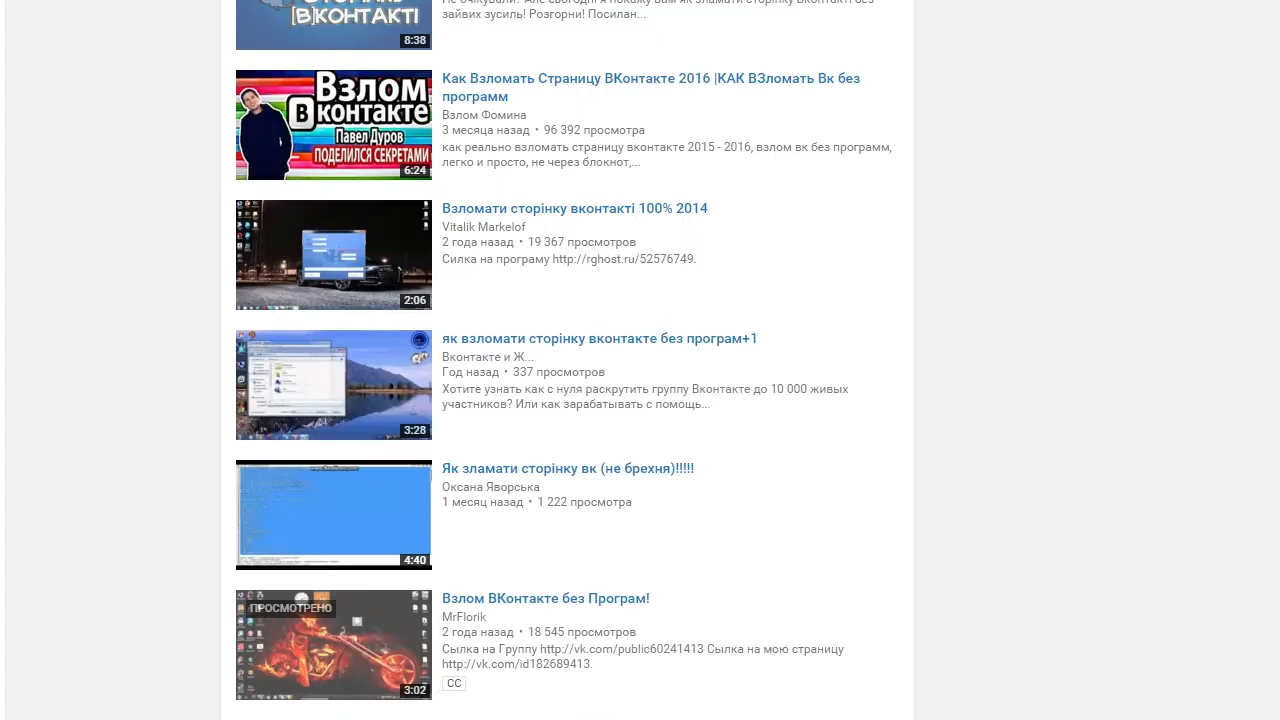 [В]КОНТАКТІ
8:38
зайвих зусиль! Розгорни! Посилан...
Взлом
Вконтакте
Павел Дуров
ПОДЕЛИЛСЯ СЕКРЕТАМИ
6:24
Как Взломать Страницу ВКонтакте 2016 |КАК ВЗломать Вк без
программ
Взлом Фомина
3 месяца назад • 96 392 просмотра
как реально взломать страницу вконтакте 2015 - 2016, взлом вк без программ,
легко и просто, не через блокнот,...
2:06
Взломати сторінку вконтакті 100% 2014
Vitalik Markelof
2 года назад • 19 367 просмотров
Силка на програму http://rghost.ru/52576749.
3:28
як взломати сторінку вконтакте без програм+1
Вконтакте и Ж...
Год назад • 337 просмотров
Хотите узнать как с нуля раскрутить группу вконтакте до 10 000 живых
участников? Или как зарабатывать с помощь...
4:40
Як зламати сторінку вк (не брехня)!!!!!
Оксана Яворська
1 месяц назад • 1 222 просмотра
ПРОСМОТРЕНО
3:02
Взлом ВКонтакте без Програм!
MrFlorik
2 года назад • 18 545 просмотров
Сылка на Группу http://vk.com/public60241413 Сылка на мою страницу
http://vk.com/id182689413.
CC